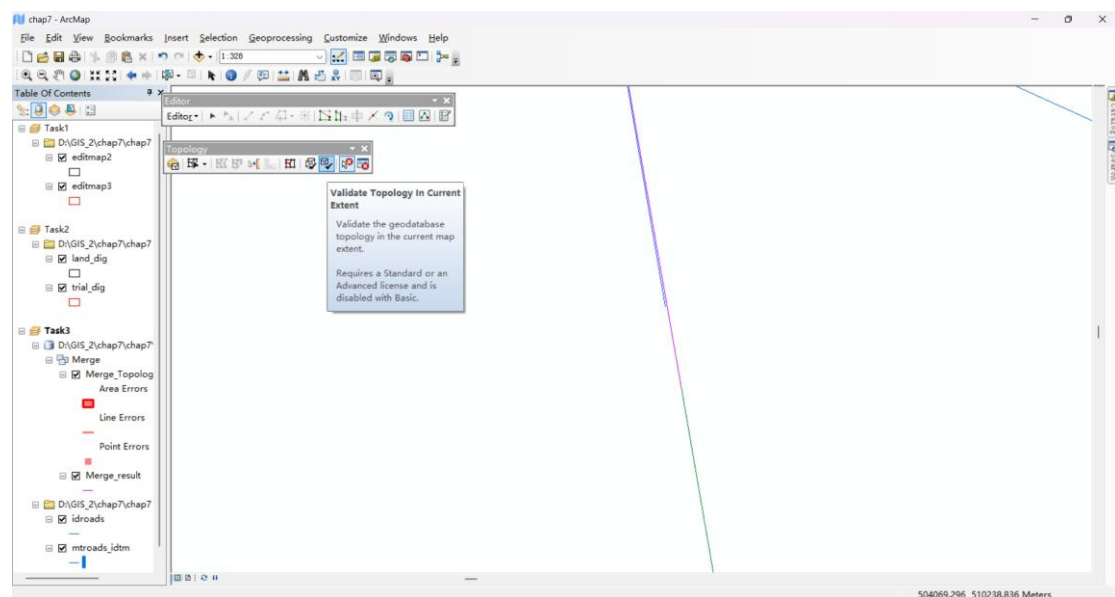 chap7 - ArcMap
File Edit View Bookmarks Insert Selection Geoprocessing Customize Windows Help
1:328
Table Of Contents
Editor
Editor
Topology
Task1
D:\GIS_2\chap7\chap7
editmap2
editmap3
Task2
D:\GIS_2\chap7\chap7
land_dig
trial_dig
Task3
D:\GIS_2\chap7\chap7
Merge
Merge_Topolog
Area Errors
Line Errors
Point Errors
Merge_result
D:\GIS_2\chap7\chap7
idroads
mtroads_idtm
Validate Topology In Current
Extent
Validate the geodatabase
topology in the current map
extent.
Requires a Standard or an
Advanced license and is
disabled with Basic.
504069.296 510238.836 Meters